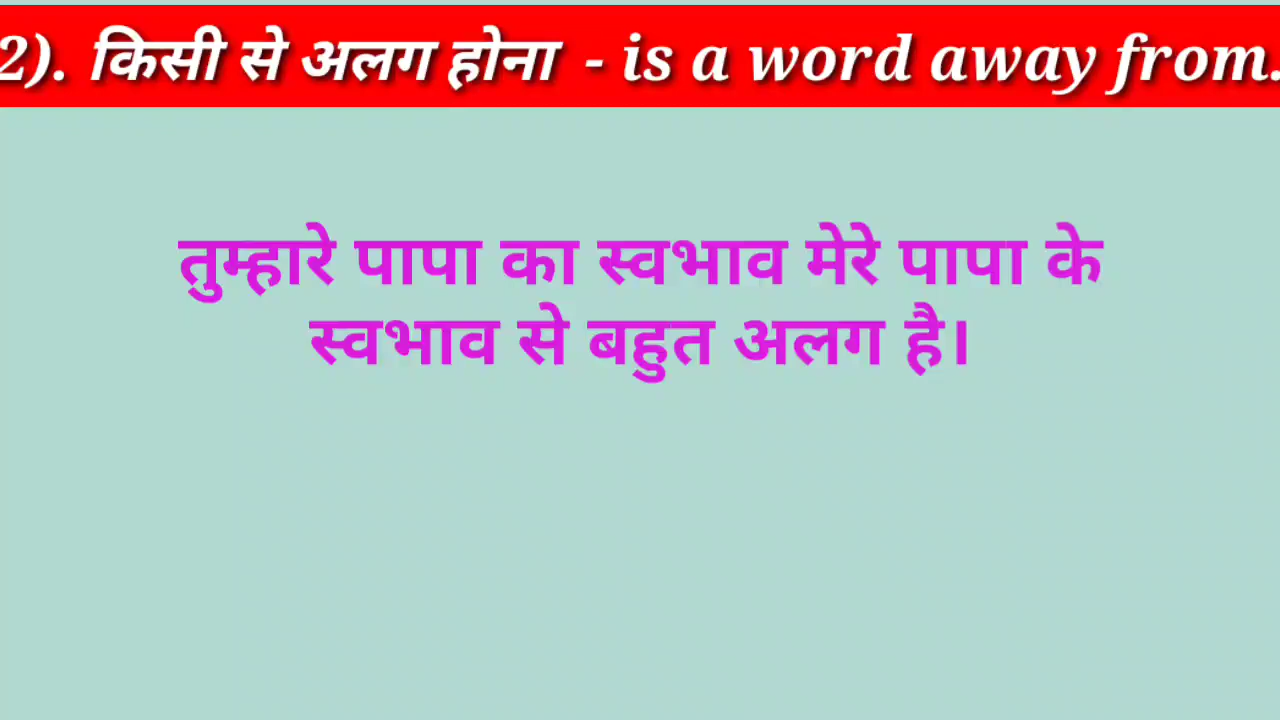 2). किसी से अलग होना - is a word away from.
तुम्हारे पापा का स्वभाव मेरे पापा के
स्वभाव से बहुत अलग है।